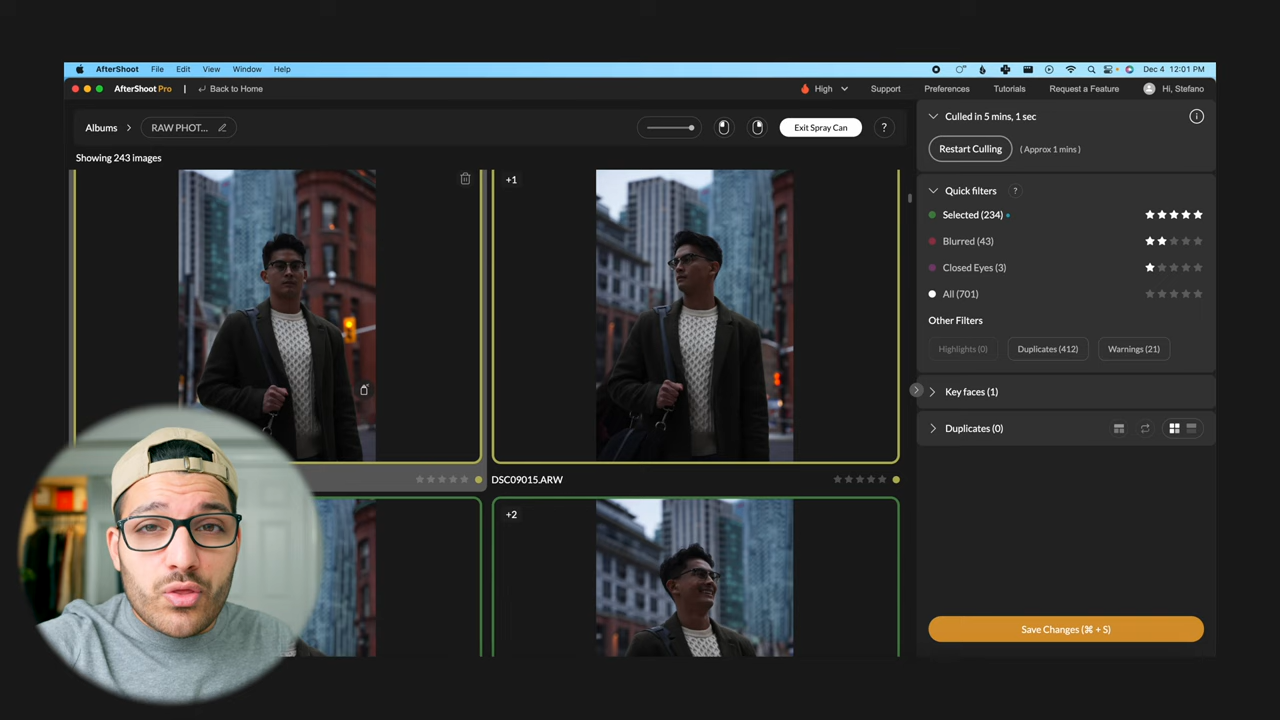 AfterShoot File Edit View Window Help Dec 4 12:01 PM
AfterShoot Pro | Back to Home High Support Preferences Tutorials Request a Feature Hi, Stefano
Albums RAW PHOT... Exit Spray Can ?
Showing 243 images
+1
DSC09015.ARW
+2
Culled in 5 mins, 1 sec
Restart Culling ( Approx 1 mins )
Quick filters ?
Selected (234)
Blurred (43)
Closed Eyes (3)
All (701)
Other Filters
Highlights (0) Duplicates (412) Warnings (21)
Key faces (1)
Duplicates (0)
Save Changes (⌘ + S)